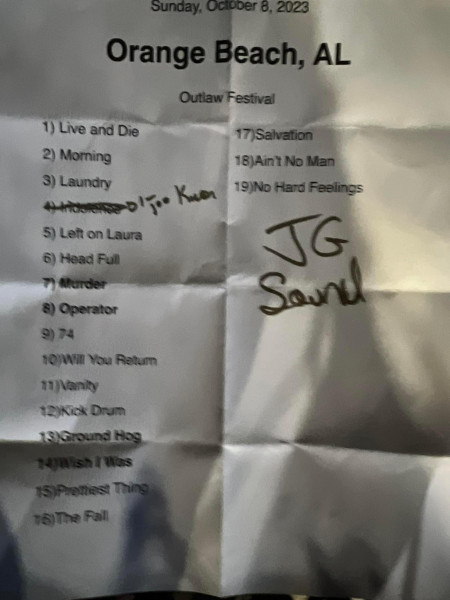 Sunday, October 8, 2023
Orange Beach, AL
Outlaw Festival
1) Live and Die
2) Morning
3) Laundry
4)
5) Left on Laura
6) Head Full
7) Murder
8) Operator
9) 74
10)Will You Return
11)Vanity
12)Kick Drum
13)Ground Hog
14)Wish I Was
15)Prettiest Thing
16)The Fall
17)Salvation
18)Ain't No Man
19)No Hard Feelings
JG
Sound